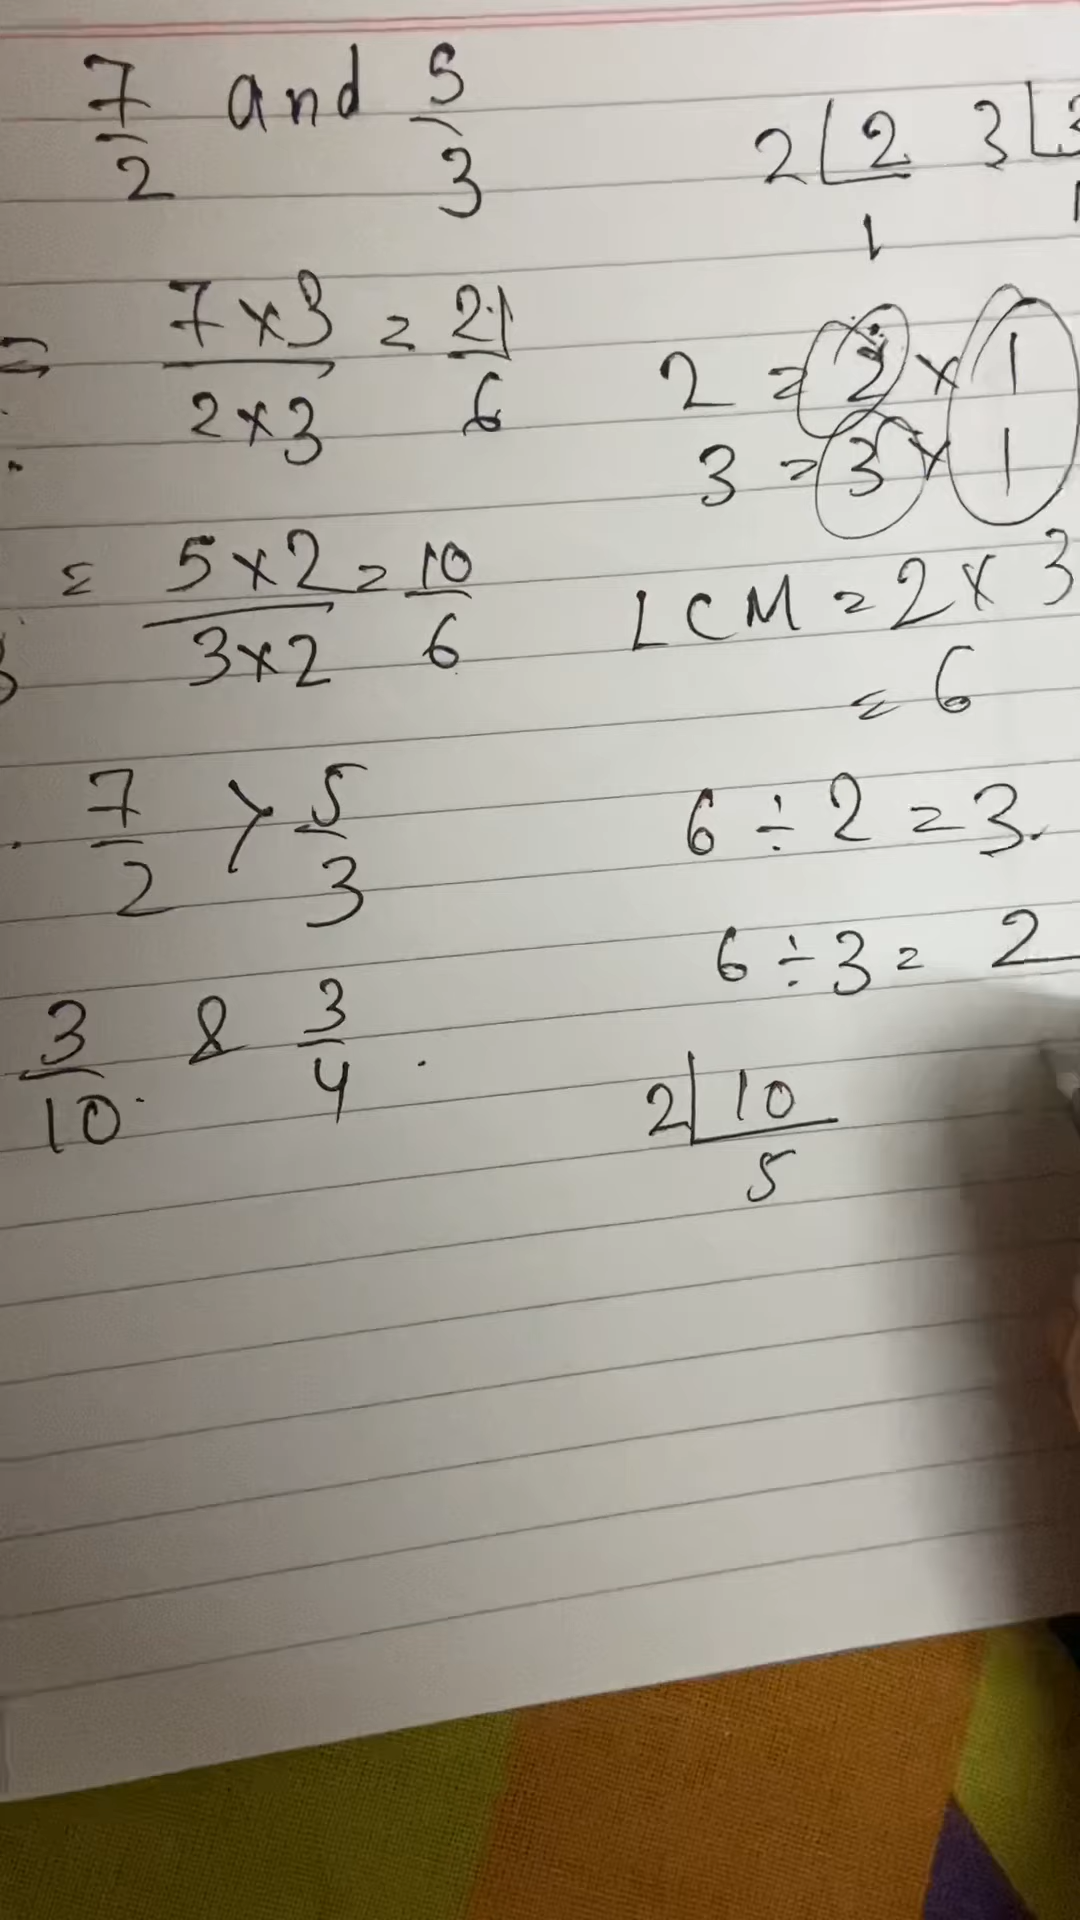 7/2 and 5/3
2 | 2   3 | 3
1   1
= 7 × 3 / 2 × 3 = 21/6
2 = 2 × 1
3 = 3 × 1
= 5 × 2 / 3 × 2 = 10/6
LCM = 2 × 3
= 6
7/2 > 5/3
6 ÷ 2 = 3.
6 ÷ 3 = 2
3/10 & 3/4
2 | 10
5